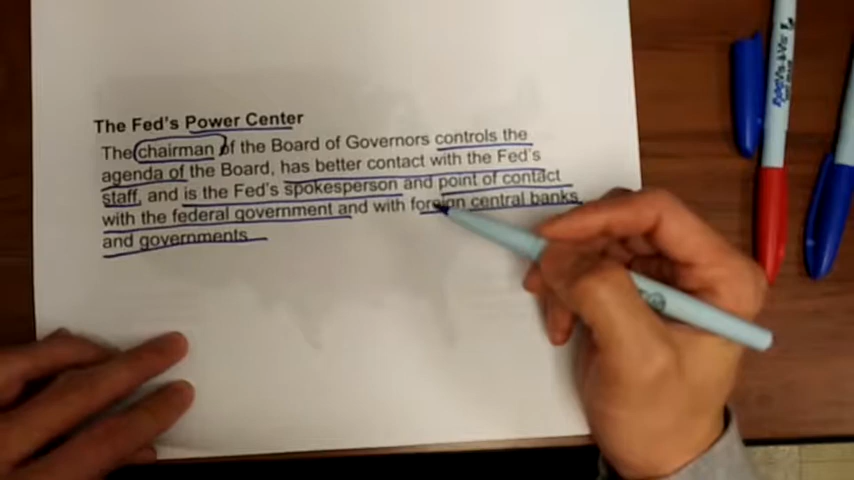 The Fed's Power Center
The chairman of the Board of Governors controls the
agenda of the Board, has better contact with the Fed's
staff, and is the Fed's spokesperson and point of contact
with the federal government and with foreign central banks
and governments
Vis-à-Vis